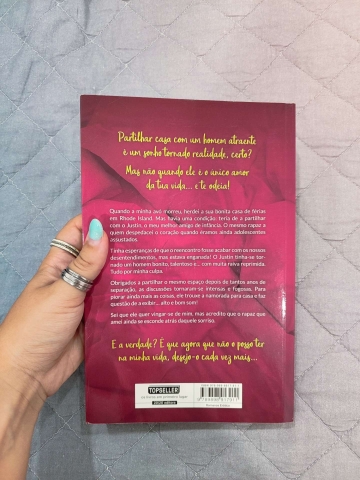 Partilhar casa com um homem atraente
é um sonho tornado realidade, certo?
Mas não quando ele é o único amor
da tua vida... e te odeia!
Quando a minha avó morreu, herdei a sua bonita casa de férias
em Rhode Island. Mas havia uma condição: teria de a partilhar
com o Justin, o meu melhor amigo de infância. O mesmo rapaz a
quem despedacei o coração quando éramos ainda adolescentes
assustados.
Tinha esperanças de que o reencontro fosse acabar com os nossos
desentendimentos, mas estava enganada! O Justin tinha-se tor-
nado um homem bonito, talentoso e... com muita raiva reprimida.
Tudo por minha culpa.
Obrigados a partilhar o mesmo espaço depois de tantos anos de
separação, as discussões tornaram-se intensas e fogosas. Para
piorar ainda mais as coisas, ele trouxe a namorada para casa e faz
questão de a exibir... alto e bom som!
Sei que ele quer vingar-se de mim, mas acredito que o rapaz que
amei ainda se esconde atrás daquele sorriso.
E a verdade? É que agora que não o posso ter
na minha vida, desejo-o cada vez mais...
TOPSELLER